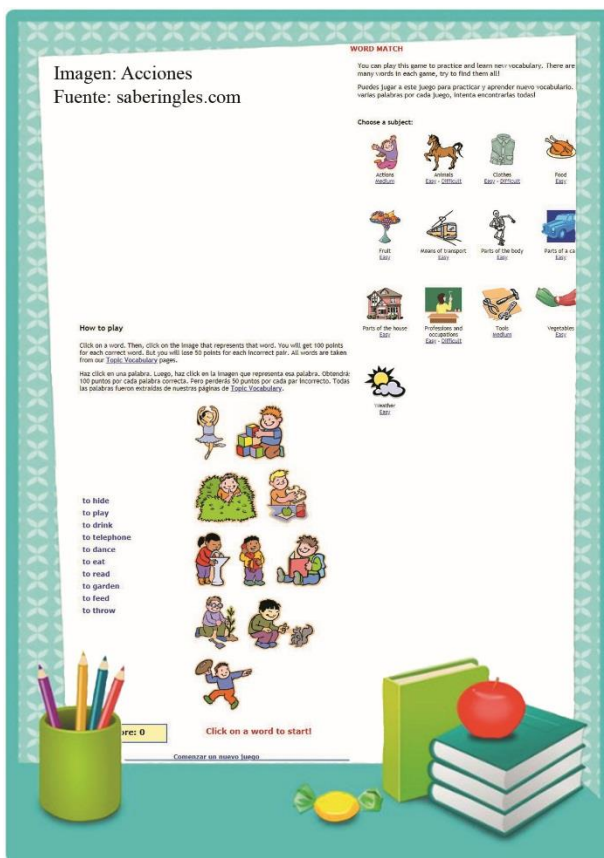 Imagen: Acciones
Fuente: saberingles.com
WORD MATCH
You can play this game to practice and learn new vocabulary. There are
many words in each game, try to find them all!
Puedes jugar a este juego para practicar y aprender nuevo vocabulario.
varias palabras por cada juego, intenta encontrarlas todas!
Choose a subject:
Actions
Medium
Animals
Easy - Difficult
Clothes
Easy - Difficult
Food
Easy
Fruit
Easy
Means of transport
Easy
Parts of the body
Easy
Parts of a ca
Easy
Parts of the house
Easy
Professions and
occupations
Easy - Difficult
Tools
Medium
Vegetables
Easy
Weather
Easy
How to play
Click on a word. Then, click on the image that represents that word. You will get 100 points
for each correct word. But you will lose 50 points for each incorrect pair. All words are taken
from our Topic Vocabulary pages.
Haz click en una palabra. Luego, haz click en la imagen que representa esa palabra. Obtendrá
100 puntos por cada palabra correcta. Pero perderás 50 puntos por cada par incorrecto. Todas
las palabras fueron extraídas de nuestras páginas de Topic Vocabulary.
to hide
to play
to drink
to telephone
to dance
to eat
to read
to garden
to feed
to throw
ore: 0
Click on a word to start!
Comenzar un nuevo juego